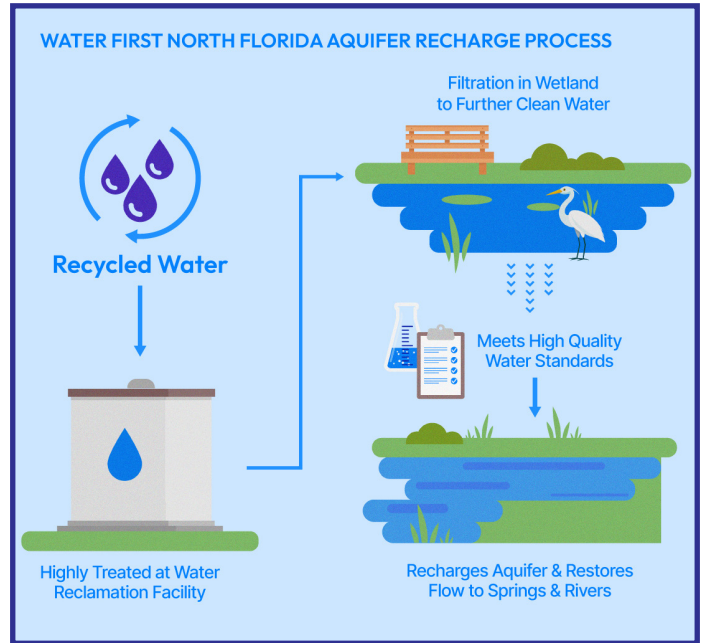 WATER FIRST NORTH FLORIDA AQUIFER RECHARGE PROCESS
Recycled Water
Highly Treated at Water
Reclamation Facility
Filtration in Wetland
to Further Clean Water
Meets High Quality
Water Standards
Recharges Aquifer & Restores
Flow to Springs & Rivers